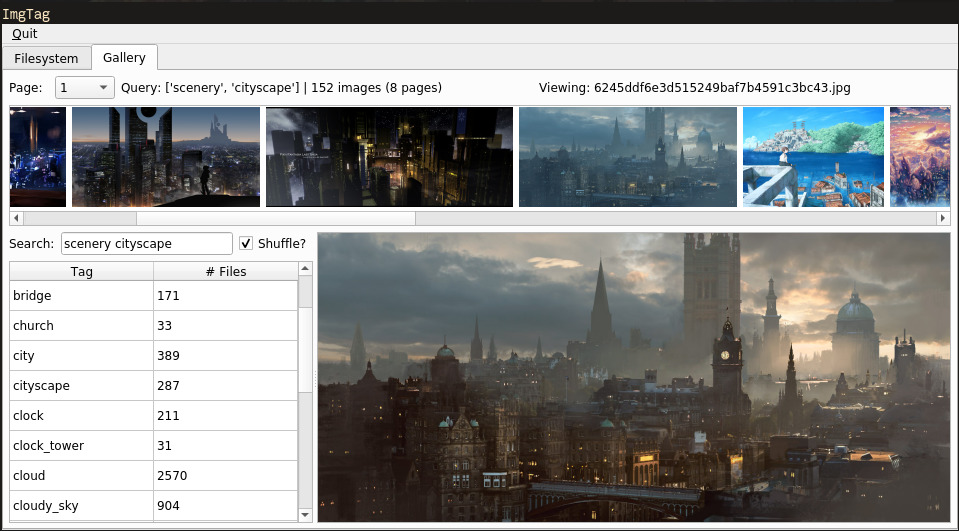 ImgTag
Quit
Filesystem Gallery
Page: 1 Query: ['scenery', 'cityscape'] | 152 images (8 pages) Viewing: 6245ddf6e3d515249baf7b4591c3bc43.jpg
Search: scenery cityscape Shuffle?
Tag # Files
bridge 171
church 33
city 389
cityscape 287
clock 211
clock_tower 31
cloud 2570
cloudy_sky 904